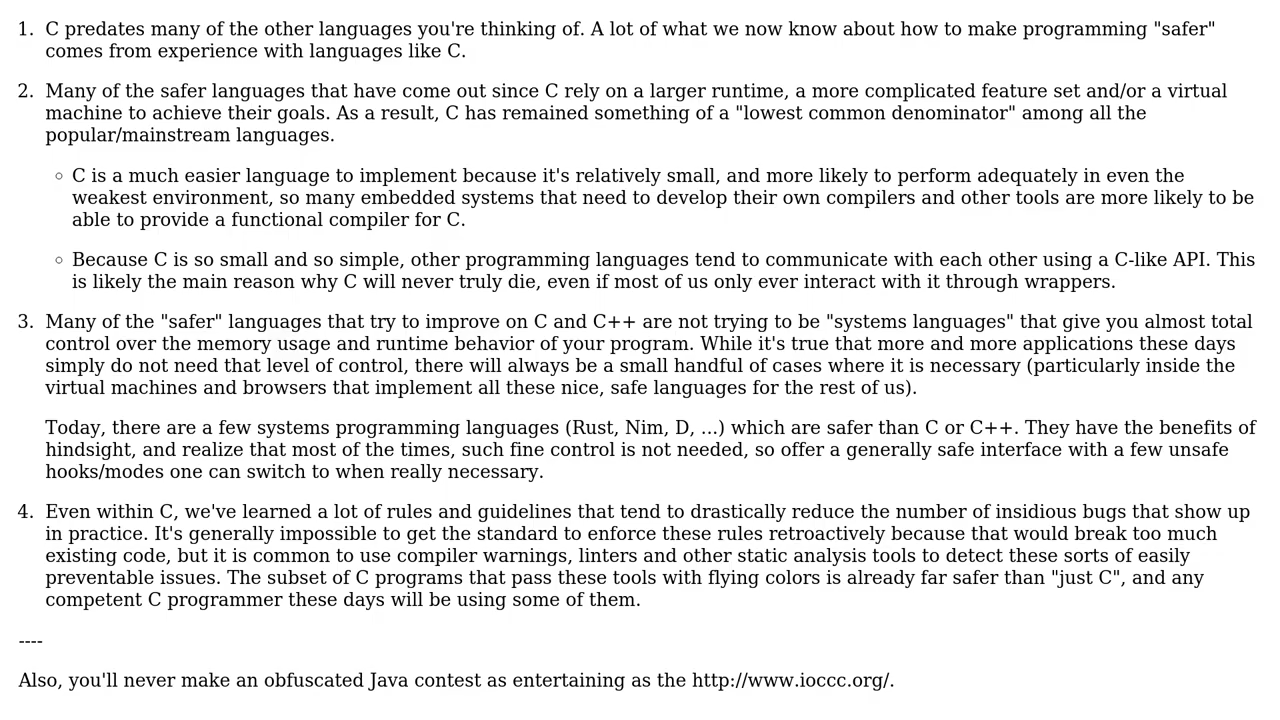 1. C predates many of the other languages you're thinking of. A lot of what we now know about how to make programming "safer"
comes from experience with languages like C.
2. Many of the safer languages that have come out since C rely on a larger runtime, a more complicated feature set and/or a virtual
machine to achieve their goals. As a result, C has remained something of a "lowest common denominator" among all the
popular/mainstream languages.
◦ C is a much easier language to implement because it's relatively small, and more likely to perform adequately in even the
weakest environment, so many embedded systems that need to develop their own compilers and other tools are more likely to be
able to provide a functional compiler for C.
◦ Because C is so small and so simple, other programming languages tend to communicate with each other using a C-like API. This
is likely the main reason why C will never truly die, even if most of us only ever interact with it through wrappers.
3. Many of the "safer" languages that try to improve on C and C++ are not trying to be "systems languages" that give you almost total
control over the memory usage and runtime behavior of your program. While it's true that more and more applications these days
simply do not need that level of control, there will always be a small handful of cases where it is necessary (particularly inside the
virtual machines and browsers that implement all these nice, safe languages for the rest of us).
Today, there are a few systems programming languages (Rust, Nim, D, ...) which are safer than C or C++. They have the benefits of
hindsight, and realize that most of the times, such fine control is not needed, so offer a generally safe interface with a few unsafe
hooks/modes one can switch to when really necessary.
4. Even within C, we've learned a lot of rules and guidelines that tend to drastically reduce the number of insidious bugs that show up
in practice. It's generally impossible to get the standard to enforce these rules retroactively because that would break too much
existing code, but it is common to use compiler warnings, linters and other static analysis tools to detect these sorts of easily
preventable issues. The subset of C programs that pass these tools with flying colors is already far safer than "just C", and any
competent C programmer these days will be using some of them.
----
Also, you'll never make an obfuscated Java contest as entertaining as the http://www.ioccc.org/.